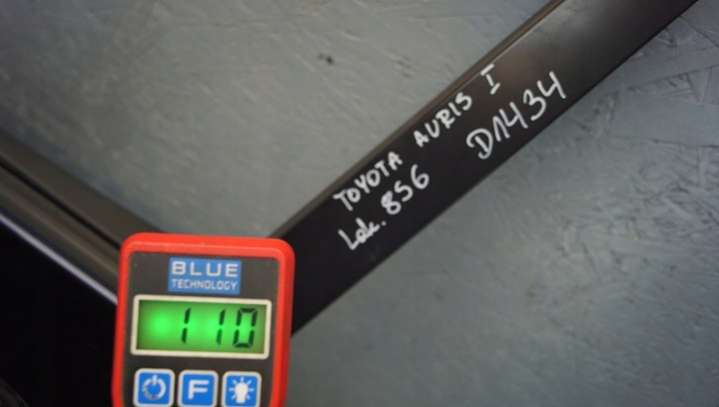 TOYOTA AURIS I
Lak. 856 D1434
BLUE
TECHNOLOGY
110
F